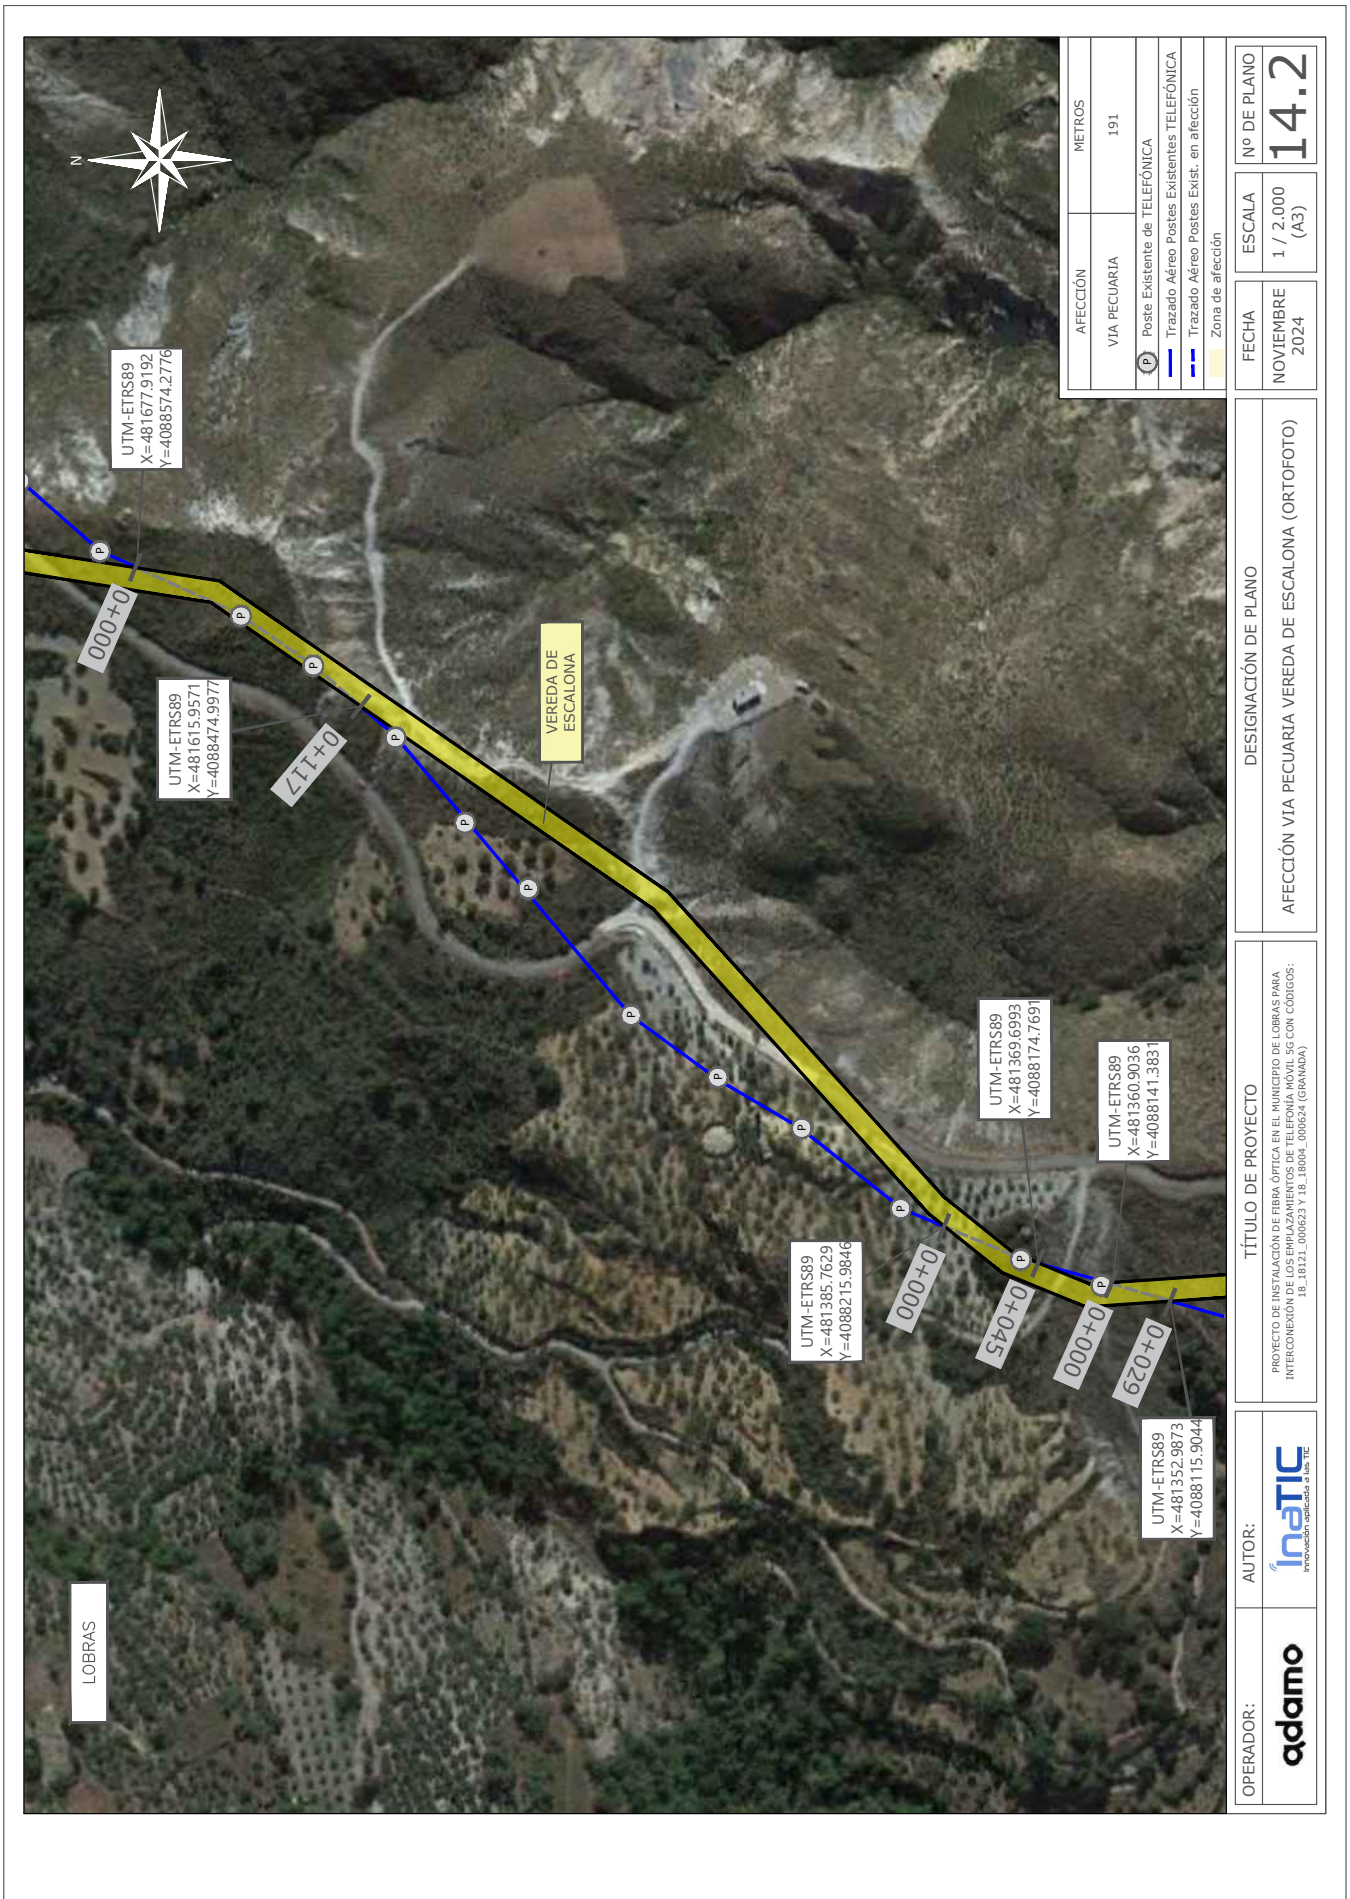 LOBRAS
N
UTM-ETRS89
X=481677.9192
Y=4088574.2776
0+000
UTM-ETRS89
X=481615.9571
Y=4088474.9977
0+117
VEREDA DE
ESCALONA
UTM-ETRS89
X=481385.7629
Y=4088215.9846
0+000
UTM-ETRS89
X=481369.6993
Y=4088174.7691
0+045
UTM-ETRS89
X=481360.9036
Y=4088141.3831
0+000
UTM-ETRS89
X=481352.9873
Y=4088115.9044
0+029
P
P
P
P
P
P
P
P
P
P
P
P
AFECCIÓN
METROS
VIA PECUARIA
191
P Poste Existente de TELEFÓNICA
Trazado Aéreo Postes Existentes TELEFÓNICA
Trazado Aéreo Postes Exist. en afección
Zona de afección
OPERADOR:
adamo
AUTOR:
InaTIC
Innovación aplicada a las TIC
TÍTULO DE PROYECTO
PROYECTO DE INSTALACIÓN DE FIBRA ÓPTICA EN EL MUNICIPIO DE LOBRAS PARA
INTERCONEXIÓN DE LOS EMPLAZAMIENTOS DE TELEFONÍA MÓVIL 5G CON CÓDIGOS:
18_18121_000623 Y 18_18004_000624 (GRANADA)
DESIGNACIÓN DE PLANO
AFECCIÓN VIA PECUARIA VEREDA DE ESCALONA (ORTOFOTO)
FECHA
NOVIEMBRE
2024
ESCALA
1 / 2.000
(A3)
Nº DE PLANO
14.2